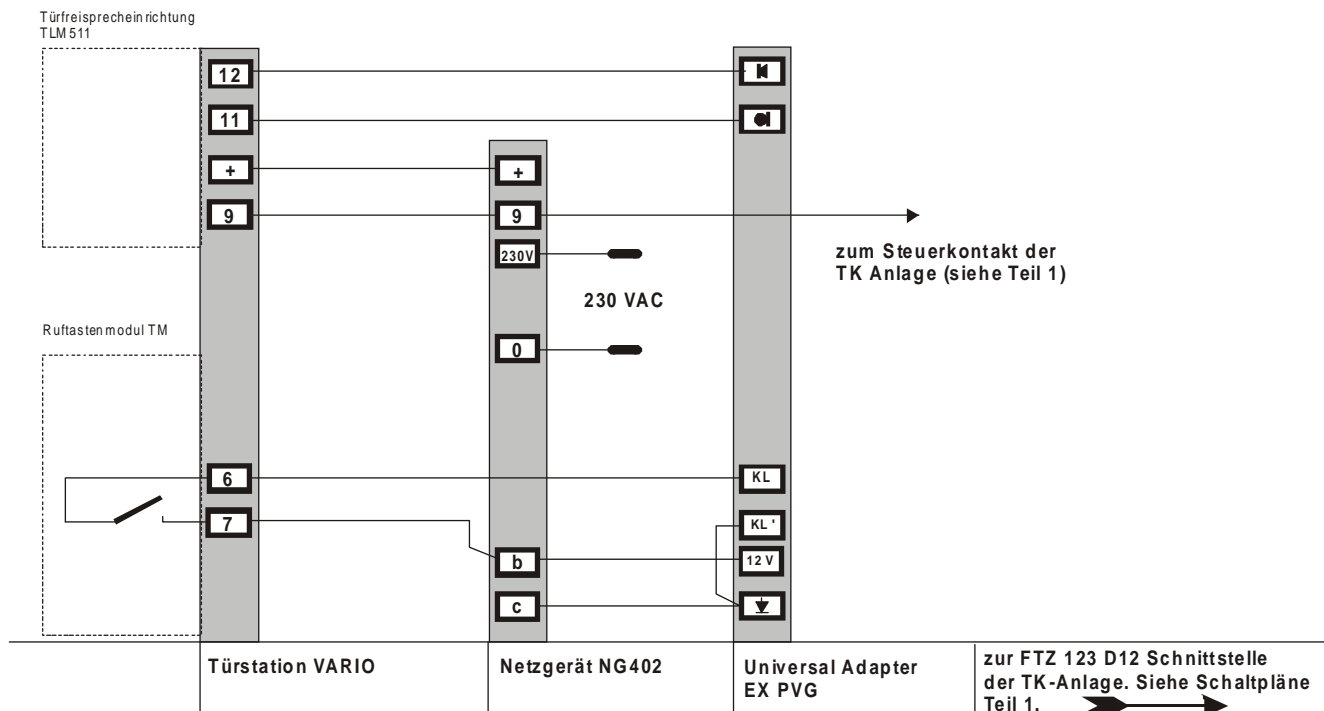 Türfreisprecheinrichtung
TLM511
12
11
+
+
9
9
230V
zum Steuerkontakt der
TK Anlage (siehe Teil 1)
230 VAC
Ruftastenmodul TM
0
6
KL
7
KL '
b
12 V
c
Türstation VARIO
Netzgerät NG402
Universal Adapter
EX PVG
zur FTZ 123 D12 Schnittstelle
der TK-Anlage. Siehe Schaltpläne
Teil 1.